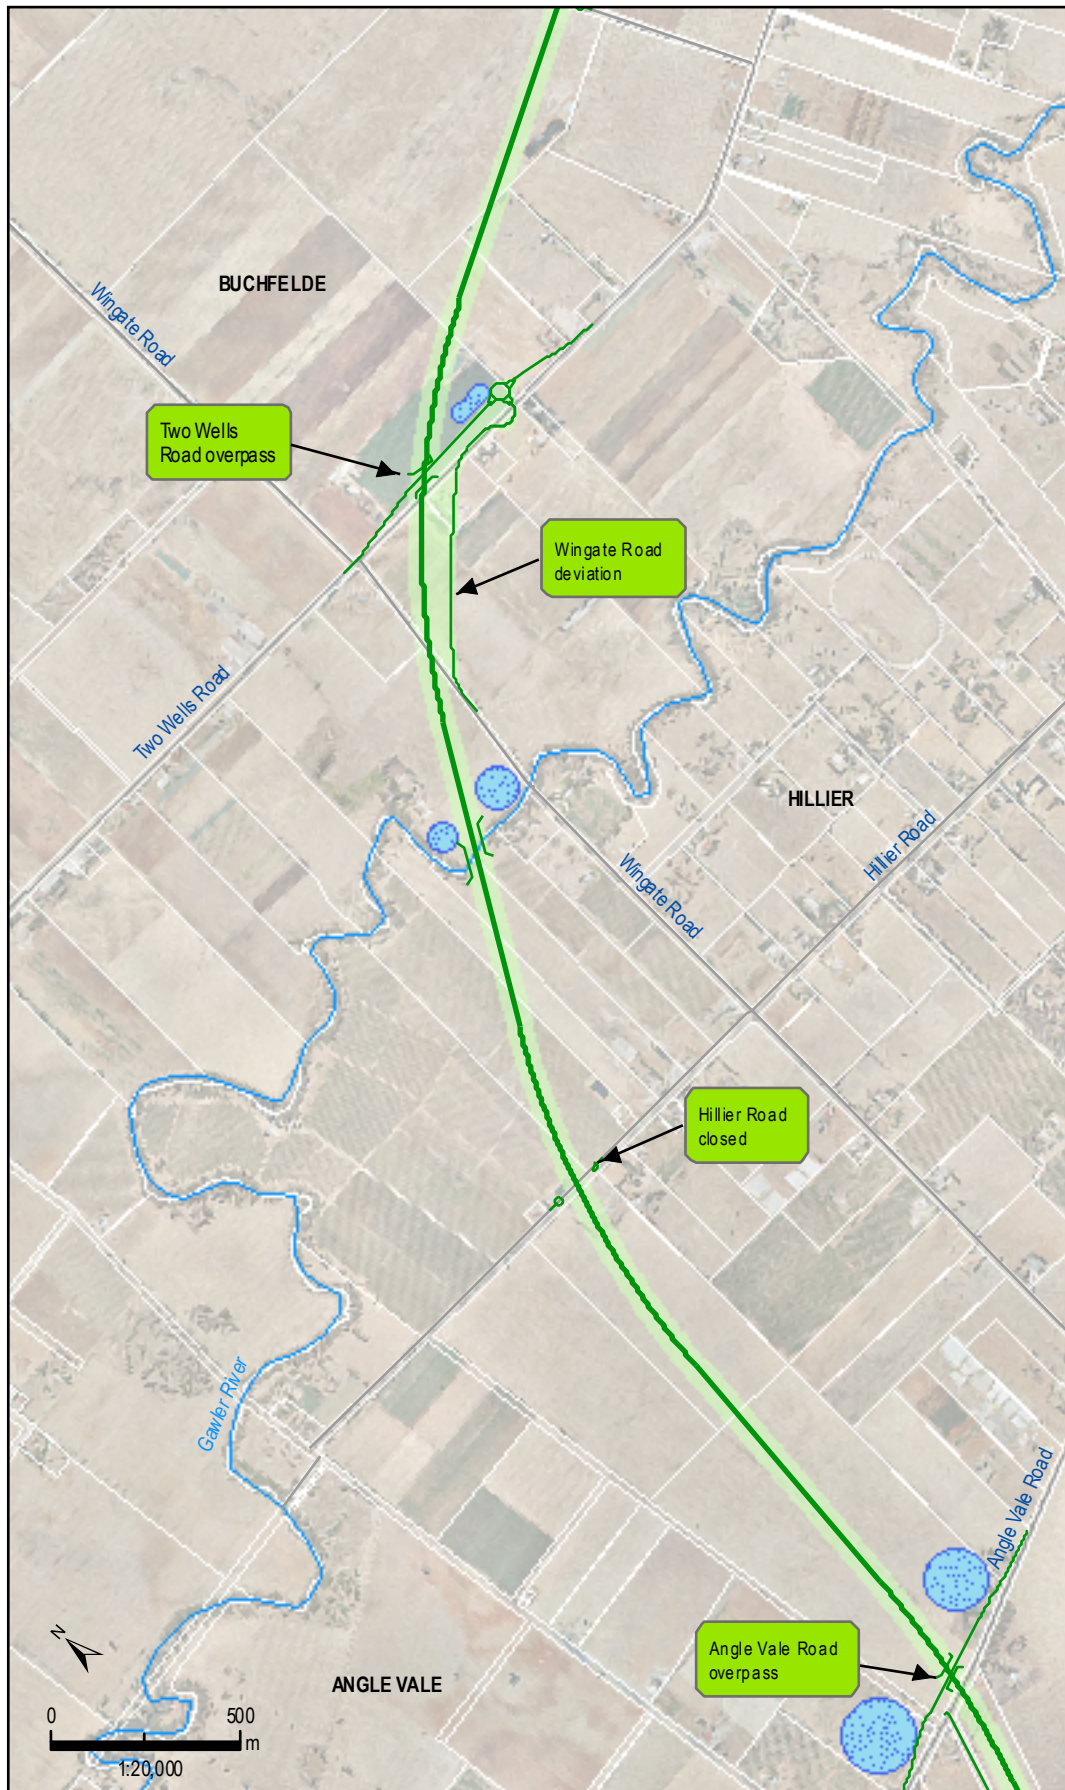 BUCHFELDE
Wingate Road
Two Wells
Road overpass
Wingate Road
deviation
Two Wells Road
HILLIER
Hillier Road
Wingate Road
Hillier Road
closed
Gawler River
Angle Vale Road
N
Angle Vale Road
overpass
ANGLE VALE
0 500
m
1:20,000